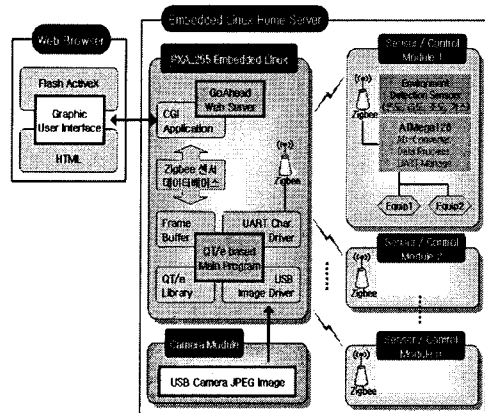 Embedded Linux Home Server
Web Browser
Flash ActiveX
Graphic
User Interface
HTML
PXA_255 Embedded Linux
GoAhead
Web Server
CGI
Application
Zigbee 센서
데이터베이스
Zigbee
Frame
Buffer
UART Char.
Driver
QT/e based
Main Program
QT/e
Library
USB
Image Driver
Camera Module
USB Camera JPEG Image
Sensor / Control
Module 1
Zigbee
Environment
Detection Sensors
ATMega128
AD-Converter
Data Process
UART Manage
Equip1
Equip2
Sensor / Control
Module 2
Zigbee
Sensor / Control
Module n
Zigbee